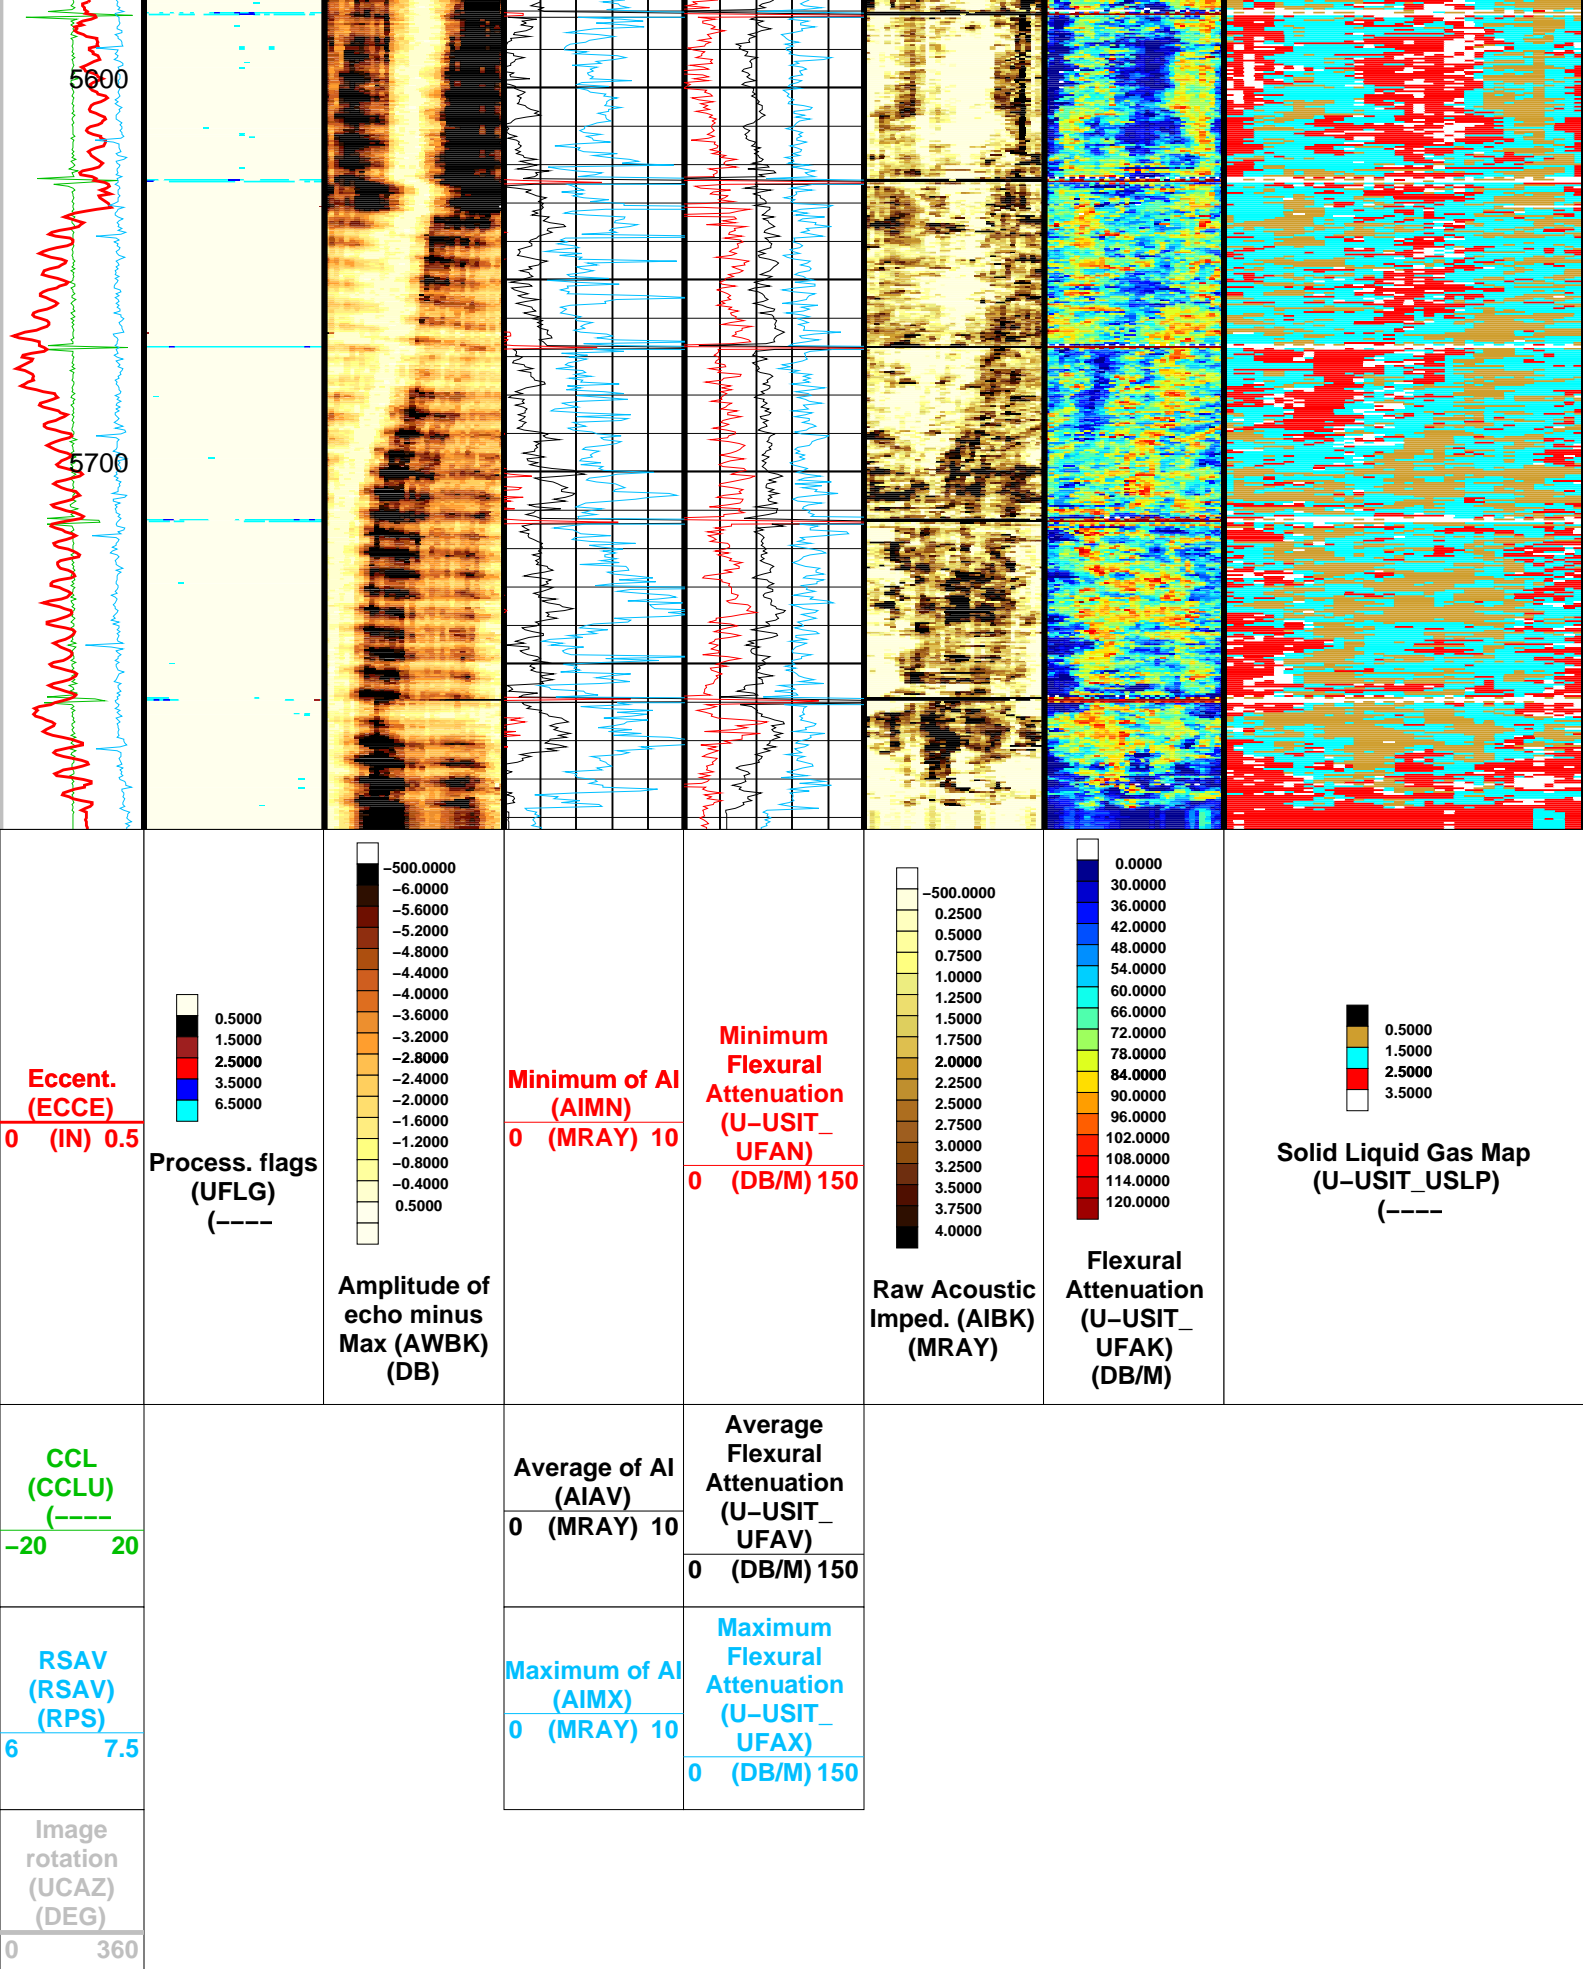 5600
5700
Eccent.
(ECCE)
0 (IN) 0.5
0.5000
1.5000
2.5000
3.5000
6.5000
Process. flags
(UFLG)
(----
-500.0000
-6.0000
-5.6000
-5.2000
-4.8000
-4.4000
-4.0000
-3.6000
-3.2000
-2.8000
-2.4000
-2.0000
-1.6000
-1.2000
-0.8000
-0.4000
0.5000
Amplitude of
echo minus
Max (AWBK)
(DB)
Minimum of AI
(AIMN)
0 (MRAY) 10
Minimum
Flexural
Attenuation
(U-USIT_
UFAN)
0 (DB/M) 150
-500.0000
0.2500
0.5000
0.7500
1.0000
1.2500
1.5000
1.7500
2.0000
2.2500
2.5000
2.7500
3.0000
3.2500
3.5000
3.7500
4.0000
Raw Acoustic
Imped. (AIBK)
(MRAY)
0.0000
30.0000
36.0000
42.0000
48.0000
54.0000
60.0000
66.0000
72.0000
78.0000
84.0000
90.0000
96.0000
102.0000
108.0000
114.0000
120.0000
Flexural
Attenuation
(U-USIT_
UFAK)
(DB/M)
0.5000
1.5000
2.5000
3.5000
Solid Liquid Gas Map
(U-USIT_USLP)
(----
CCL
(CCLU)
(----
-20 20
Average of AI
(AIAV)
0 (MRAY) 10
Average
Flexural
Attenuation
(U-USIT_
UFAV)
0 (DB/M) 150
RSAV
(RSAV)
(RPS)
6 7.5
Maximum of AI
(AIMX)
0 (MRAY) 10
Maximum
Flexural
Attenuation
(U-USIT_
UFAX)
0 (DB/M) 150
Image
rotation
(UCAZ)
(DEG)
0 360